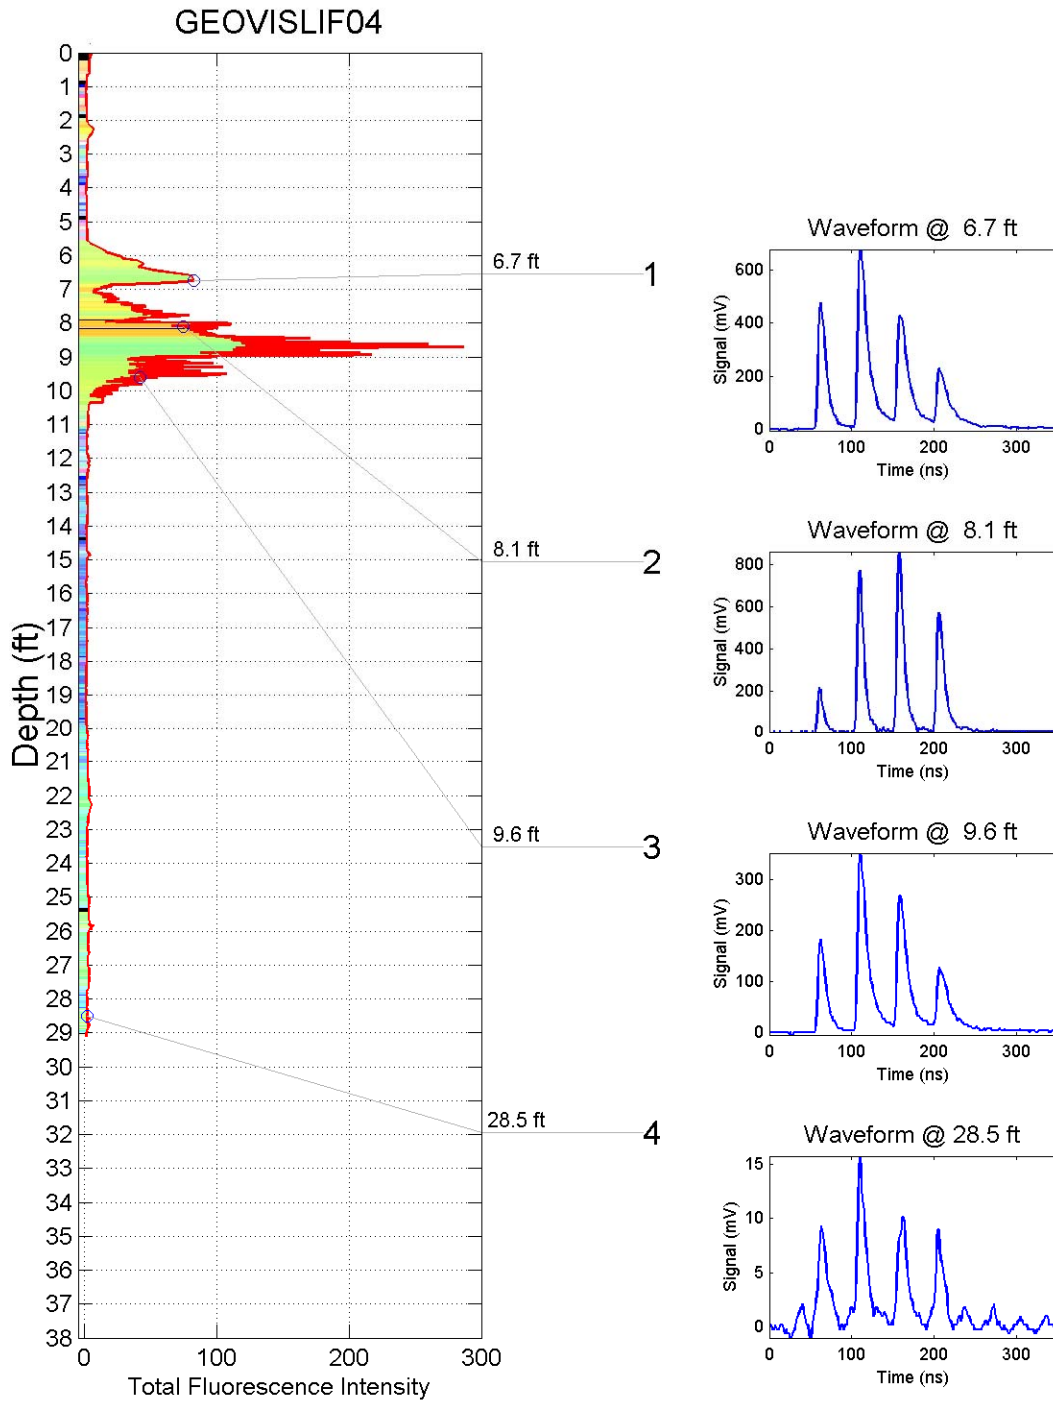 GEOVISLIF04
Depth (ft)
0
1
2
3
4
5
6
7
8
9
10
11
12
13
14
15
16
17
18
19
20
21
22
23
24
25
26
27
28
29
30
31
32
33
34
35
36
37
38
0 100 200 300
Total Fluorescence Intensity
6.7 ft 1
8.1 ft 2
9.6 ft 3
28.5 ft 4
Waveform @ 6.7 ft
Signal (mV)
600
400
200
0
0 100 200 300
Time (ns)
Waveform @ 8.1 ft
Signal (mV)
800
600
400
200
0
0 100 200 300
Time (ns)
Waveform @ 9.6 ft
Signal (mV)
300
200
100
0
0 100 200 300
Time (ns)
Waveform @ 28.5 ft
Signal (mV)
15
10
5
0
0 100 200 300
Time (ns)